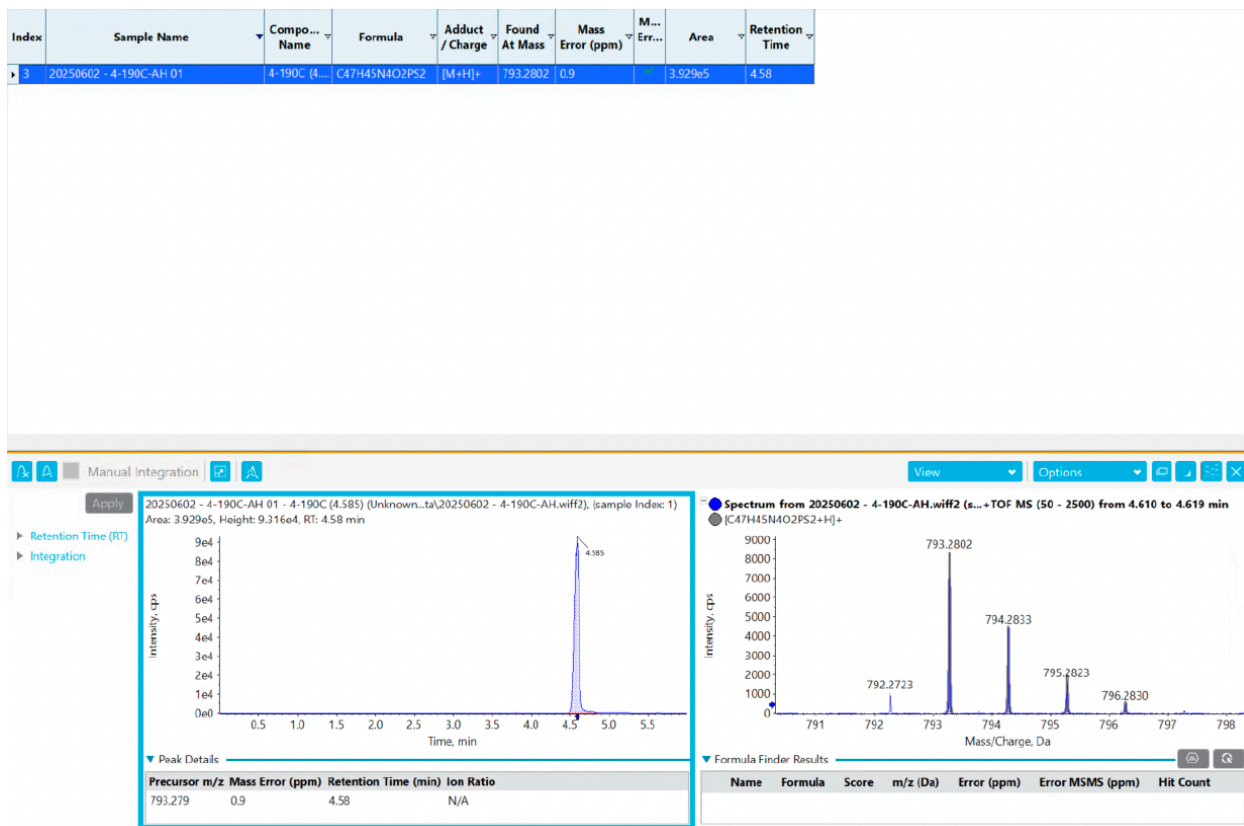 Index Sample Name Compo... Name Formula Adduct / Charge Found At Mass Mass Error (ppm) M... Err... Area Retention Time
3 20250602 - 4-190C-AH 01 4-190C (4.... C47H45N4O2PS2 [M+H]+ 793.2802 0.9 3.929e5 4.58
Manual Integration
View Options
Apply
Retention Time (RT)
Integration
20250602 - 4-190C-AH 01 - 4-190C (4.585) (Unknown...ta\20250602 - 4-190C-AH.wiff2), (sample Index: 1)
Area: 3.929e5, Height: 9.316e4, RT: 4.58 min
9e4
8e4
7e4
6e4
5e4
4e4
3e4
2e4
1e4
0e0
Intensity, cps
4.585
0.5 1.0 1.5 2.0 2.5 3.0 3.5 4.0 4.5 5.0 5.5
Time, min
Spectrum from 20250602 - 4-190C-AH.wiff2 (s...+TOF MS (50 - 2500) from 4.610 to 4.619 min
[C47H45N4O2PS2+H]+
9000
8000
7000
6000
5000
4000
3000
2000
1000
0
Intensity, cps
793.2802
794.2833
792.2723
795.2823
796.2830
791 792 793 794 795 796 797 798
Mass/Charge, Da
Peak Details
Precursor m/z Mass Error (ppm) Retention Time (min) Ion Ratio
793.279 0.9 4.58 N/A
Formula Finder Results
Name Formula Score m/z (Da) Error (ppm) Error MSMS (ppm) Hit Count